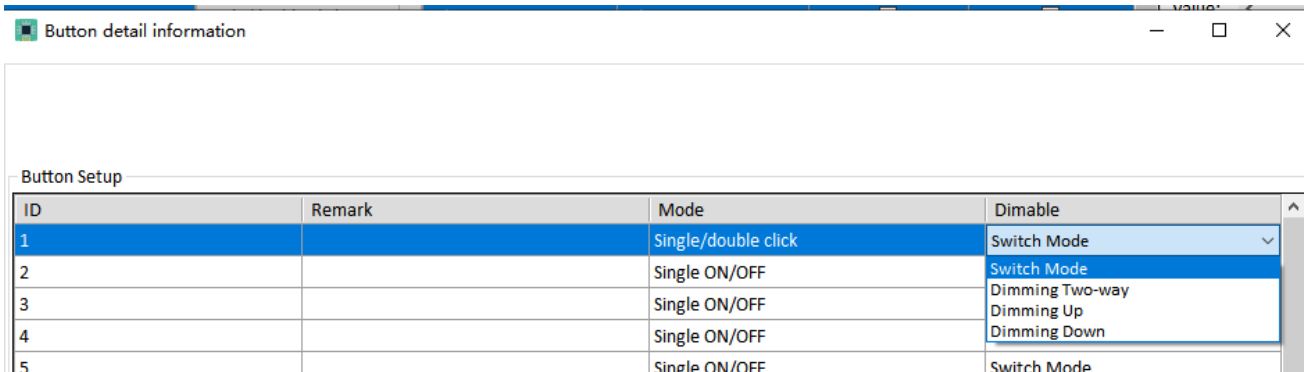 Value:
Button detail information
Button Setup
ID Remark Mode Dimable
1 Single/double click Switch Mode
2 Single ON/OFF Switch Mode
3 Single ON/OFF Dimming Two-way
Dimming Up
4 Single ON/OFF Dimming Down
5 Single ON/OFF Switch Mode